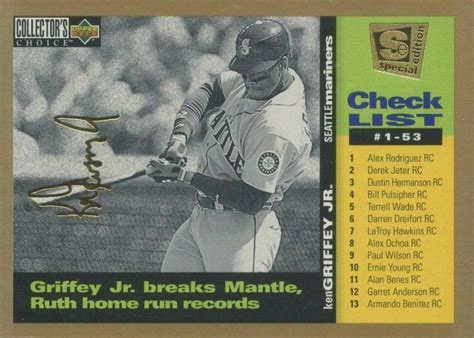 COLLECTOR'S
CHOICE
UPPER DECK
SE
special edition
SEATTLE mariners
ken GRIFFEY JR.
MARINERS
Griffey Jr. breaks Mantle,
Ruth home run records
Check
LIST
#1-53
1 Alex Rodriguez RC
2 Derek Jeter RC
3 Dustin Hermanson RC
4 Bill Pulsipher RC
5 Terrell Wade RC
6 Darren Dreifort RC
7 LaTroy Hawkins RC
8 Alex Ochoa RC
9 Paul Wilson RC
10 Ernie Young RC
11 Alan Benes RC
12 Garret Anderson RC
13 Armando Benitez RC